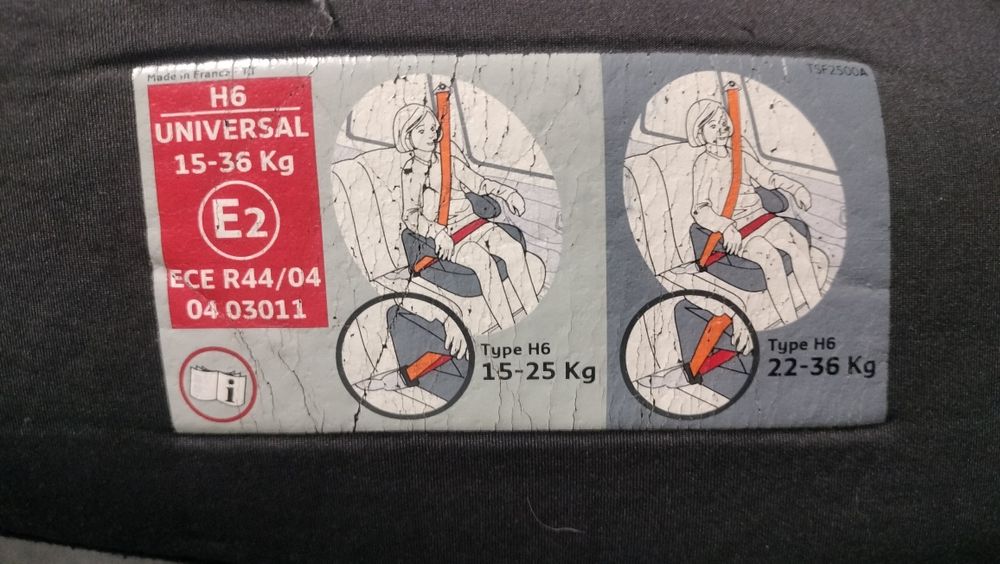 Made in France - TT
TSF2500A
H6
UNIVERSAL
15-36 Kg
E2
ECE R44/04
04 03011
i
Type H6
15-25 Kg
Type H6
22-36 Kg